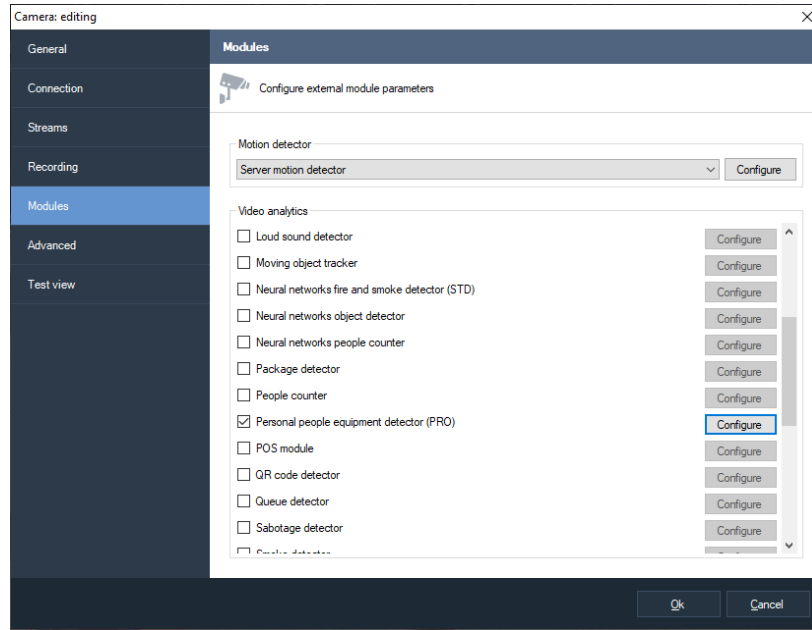 Camera: editing
General
Connection
Streams
Recording
Modules
Advanced
Test view
Modules
Configure external module parameters
Motion detector
Server motion detector Configure
Video analytics
Loud sound detector Configure
Moving object tracker Configure
Neural networks fire and smoke detector (STD) Configure
Neural networks object detector Configure
Neural networks people counter Configure
Package detector Configure
People counter Configure
Personal people equipment detector (PRO) Configure
POS module Configure
QR code detector Configure
Queue detector Configure
Sabotage detector Configure
Ok Cancel